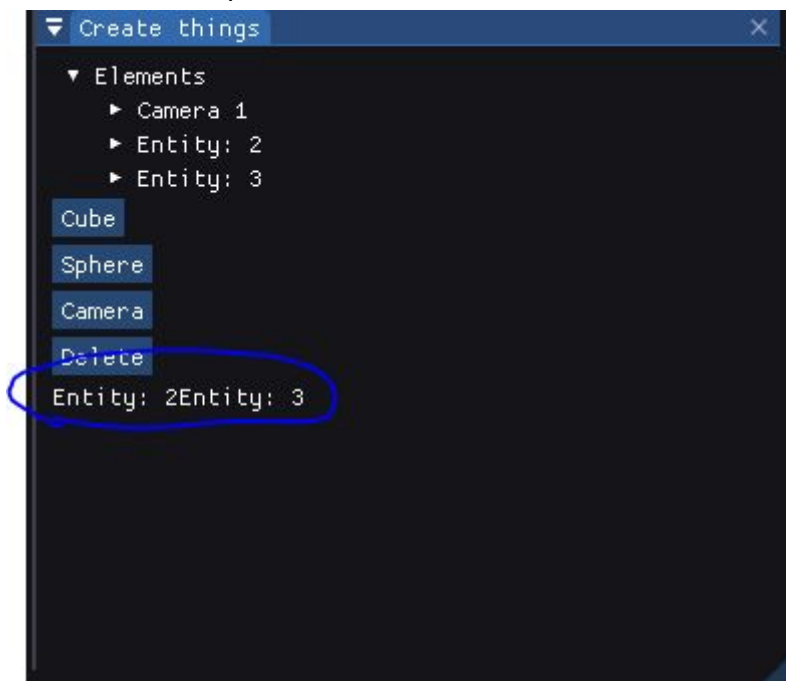 Create things
Elements
Camera 1
Entity: 2
Entity: 3
Cube
Sphere
Camera
Delete
Entity: 2Entity: 3